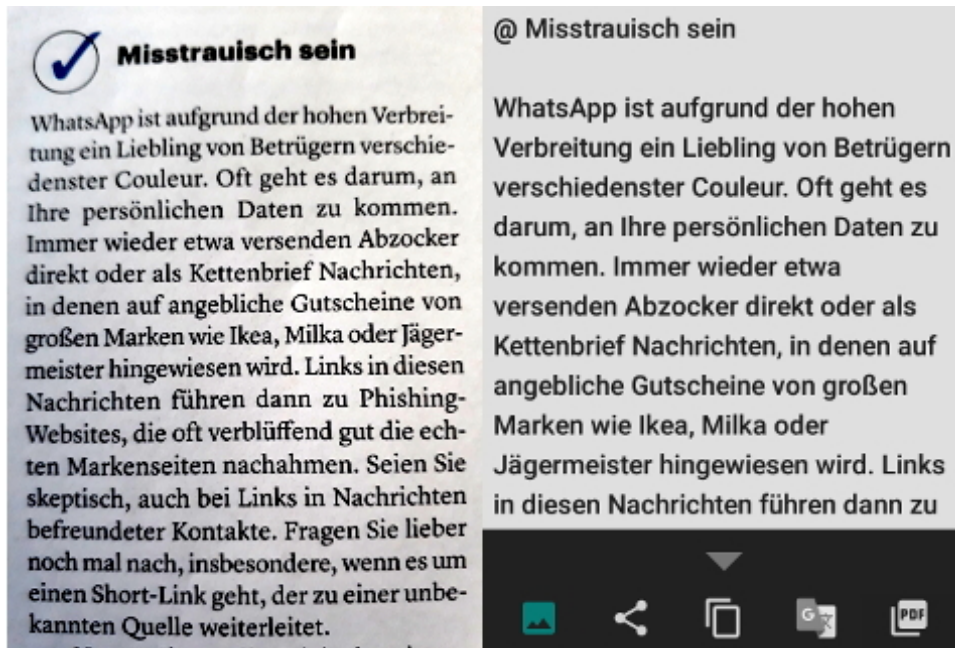 Misstrauisch sein
WhatsApp ist aufgrund der hohen Verbrei-
tung ein Liebling von Betrügern verschie-
denster Couleur. Oft geht es darum, an
Ihre persönlichen Daten zu kommen.
Immer wieder etwa versenden Abzocker
direkt oder als Kettenbrief Nachrichten,
in denen auf angebliche Gutscheine von
großen Marken wie Ikea, Milka oder Jäger-
meister hingewiesen wird. Links in diesen
Nachrichten führen dann zu Phishing-
Websites, die oft verblüffend gut die ech-
ten Markenseiten nachahmen. Seien Sie
skeptisch, auch bei Links in Nachrichten
befreundeter Kontakte. Fragen Sie lieber
noch mal nach, insbesondere, wenn es um
einen Short-Link geht, der zu einer unbe-
kannten Quelle weiterleitet.
@ Misstrauisch sein
WhatsApp ist aufgrund der hohen
Verbreitung ein Liebling von Betrügern
verschiedenster Couleur. Oft geht es
darum, an Ihre persönlichen Daten zu
kommen. Immer wieder etwa
versenden Abzocker direkt oder als
Kettenbrief Nachrichten, in denen auf
angebliche Gutscheine von großen
Marken wie Ikea, Milka oder
Jägermeister hingewiesen wird. Links
in diesen Nachrichten führen dann zu
G
PDF